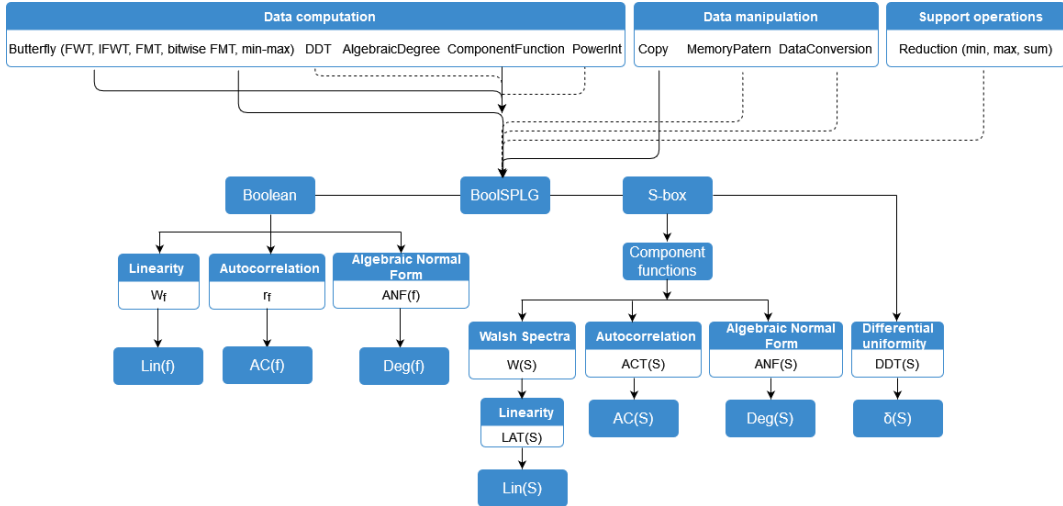 Data computation
Butterfly (FWT, IFWT, FMT, bitwise FMT, min-max) DDT AlgebraicDegree ComponentFunction PowerInt
Data manipulation
Copy MemoryPatern DataConversion
Support operations
Reduction (min, max, sum)
Boolean
BoolSPLG
S-box
Linearity
Wf
Autocorrelation
rf
Algebraic Normal
Form
ANF(f)
Component
functions
Lin(f)
AC(f)
Deg(f)
Walsh Spectra
W(S)
Autocorrelation
ACT(S)
Algebraic Normal
Form
ANF(S)
Differential
uniformity
DDT(S)
Linearity
LAT(S)
AC(S)
Deg(S)
δ(S)
Lin(S)